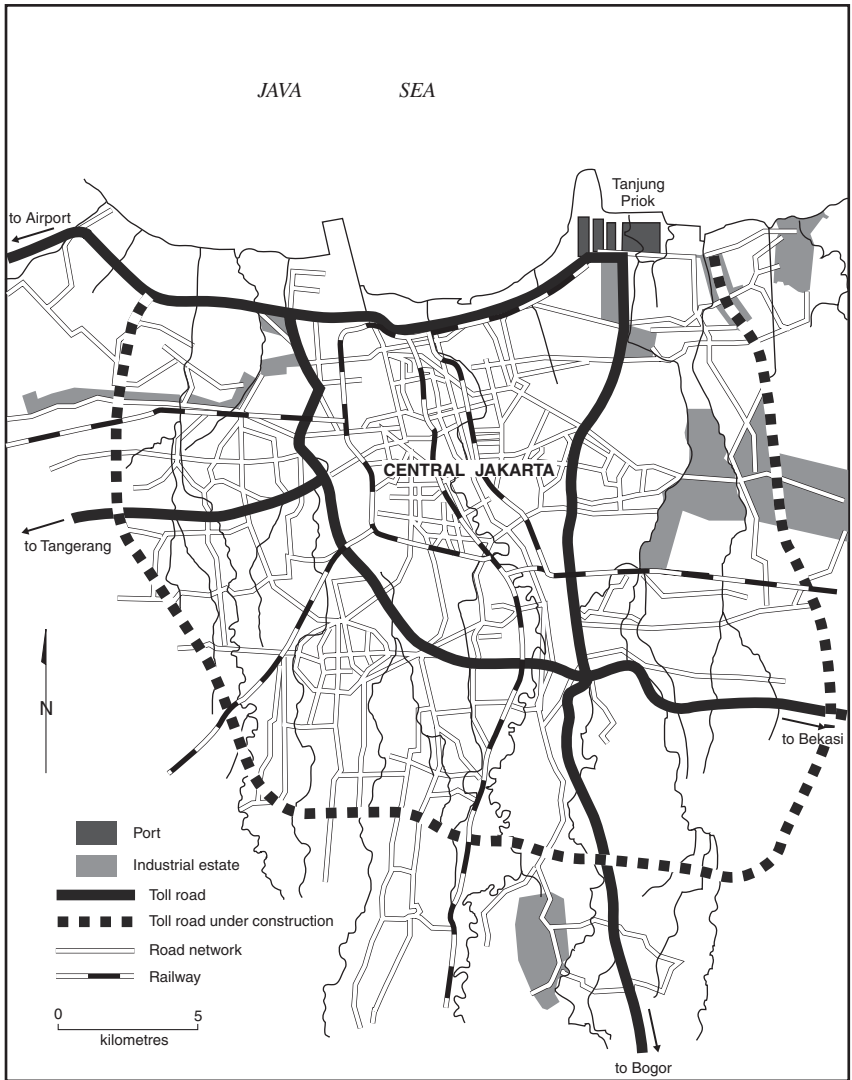 JAVA SEA
Tanjung
Priok
to Airport
CENTRAL JAKARTA
to Tangerang
N
to Bekasi
Port
Industrial estate
Toll road
Toll road under construction
Road network
Railway
0 5
kilometres
to Bogor